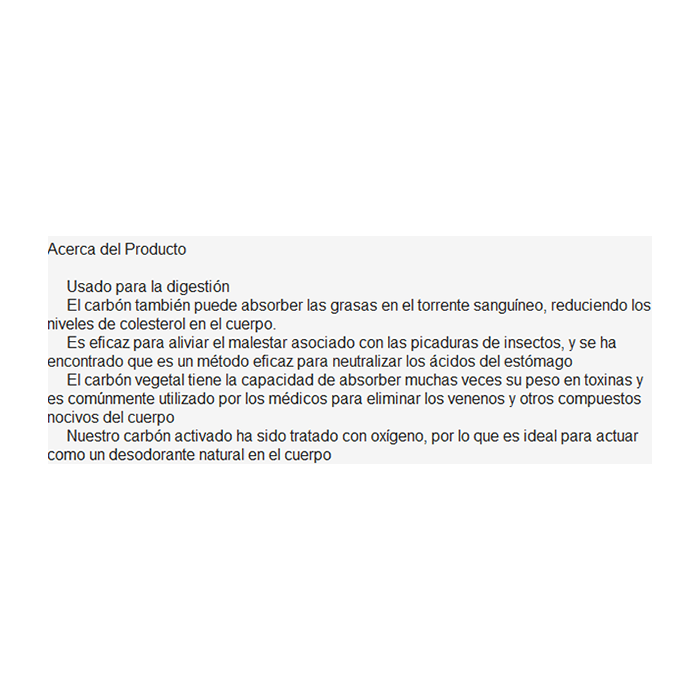 Acerca del Producto
Usado para la digestión
El carbón también puede absorber las grasas en el torrente sanguíneo, reduciendo los
niveles de colesterol en el cuerpo.
Es eficaz para aliviar el malestar asociado con las picaduras de insectos, y se ha
encontrado que es un método eficaz para neutralizar los ácidos del estómago
El carbón vegetal tiene la capacidad de absorber muchas veces su peso en toxinas y
es comúnmente utilizado por los médicos para eliminar los venenos y otros compuestos
nocivos del cuerpo
Nuestro carbón activado ha sido tratado con oxígeno, por lo que es ideal para actuar
como un desodorante natural en el cuerpo